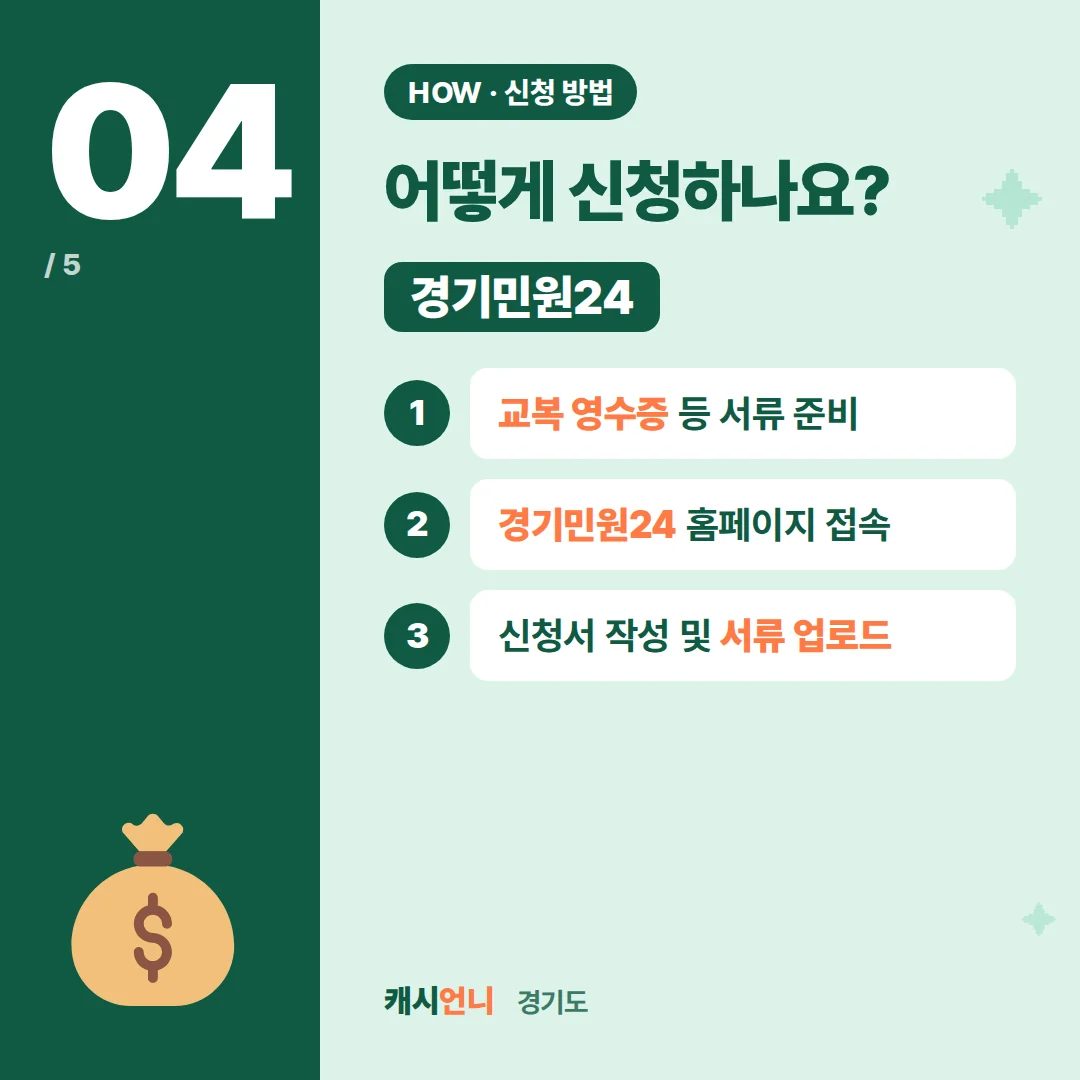 04
/ 5
HOW · 신청 방법
어떻게 신청하나요?
경기민원24
1 교복 영수증 등 서류 준비
2 경기민원24 홈페이지 접속
3 신청서 작성 및 서류 업로드
$
캐시언니 경기도